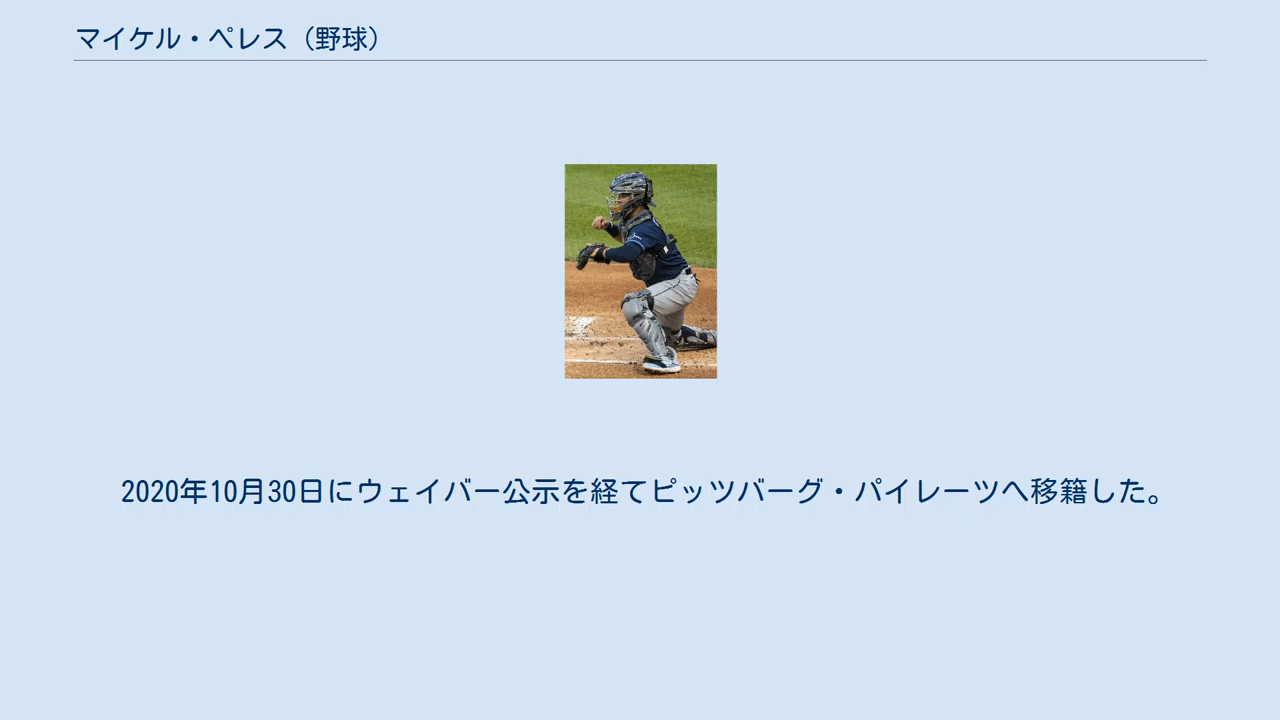 マイケル・ペレス（野球）
2020年10月30日にウェイバー公示を経てピッツバーグ・パイレーツへ移籍した。